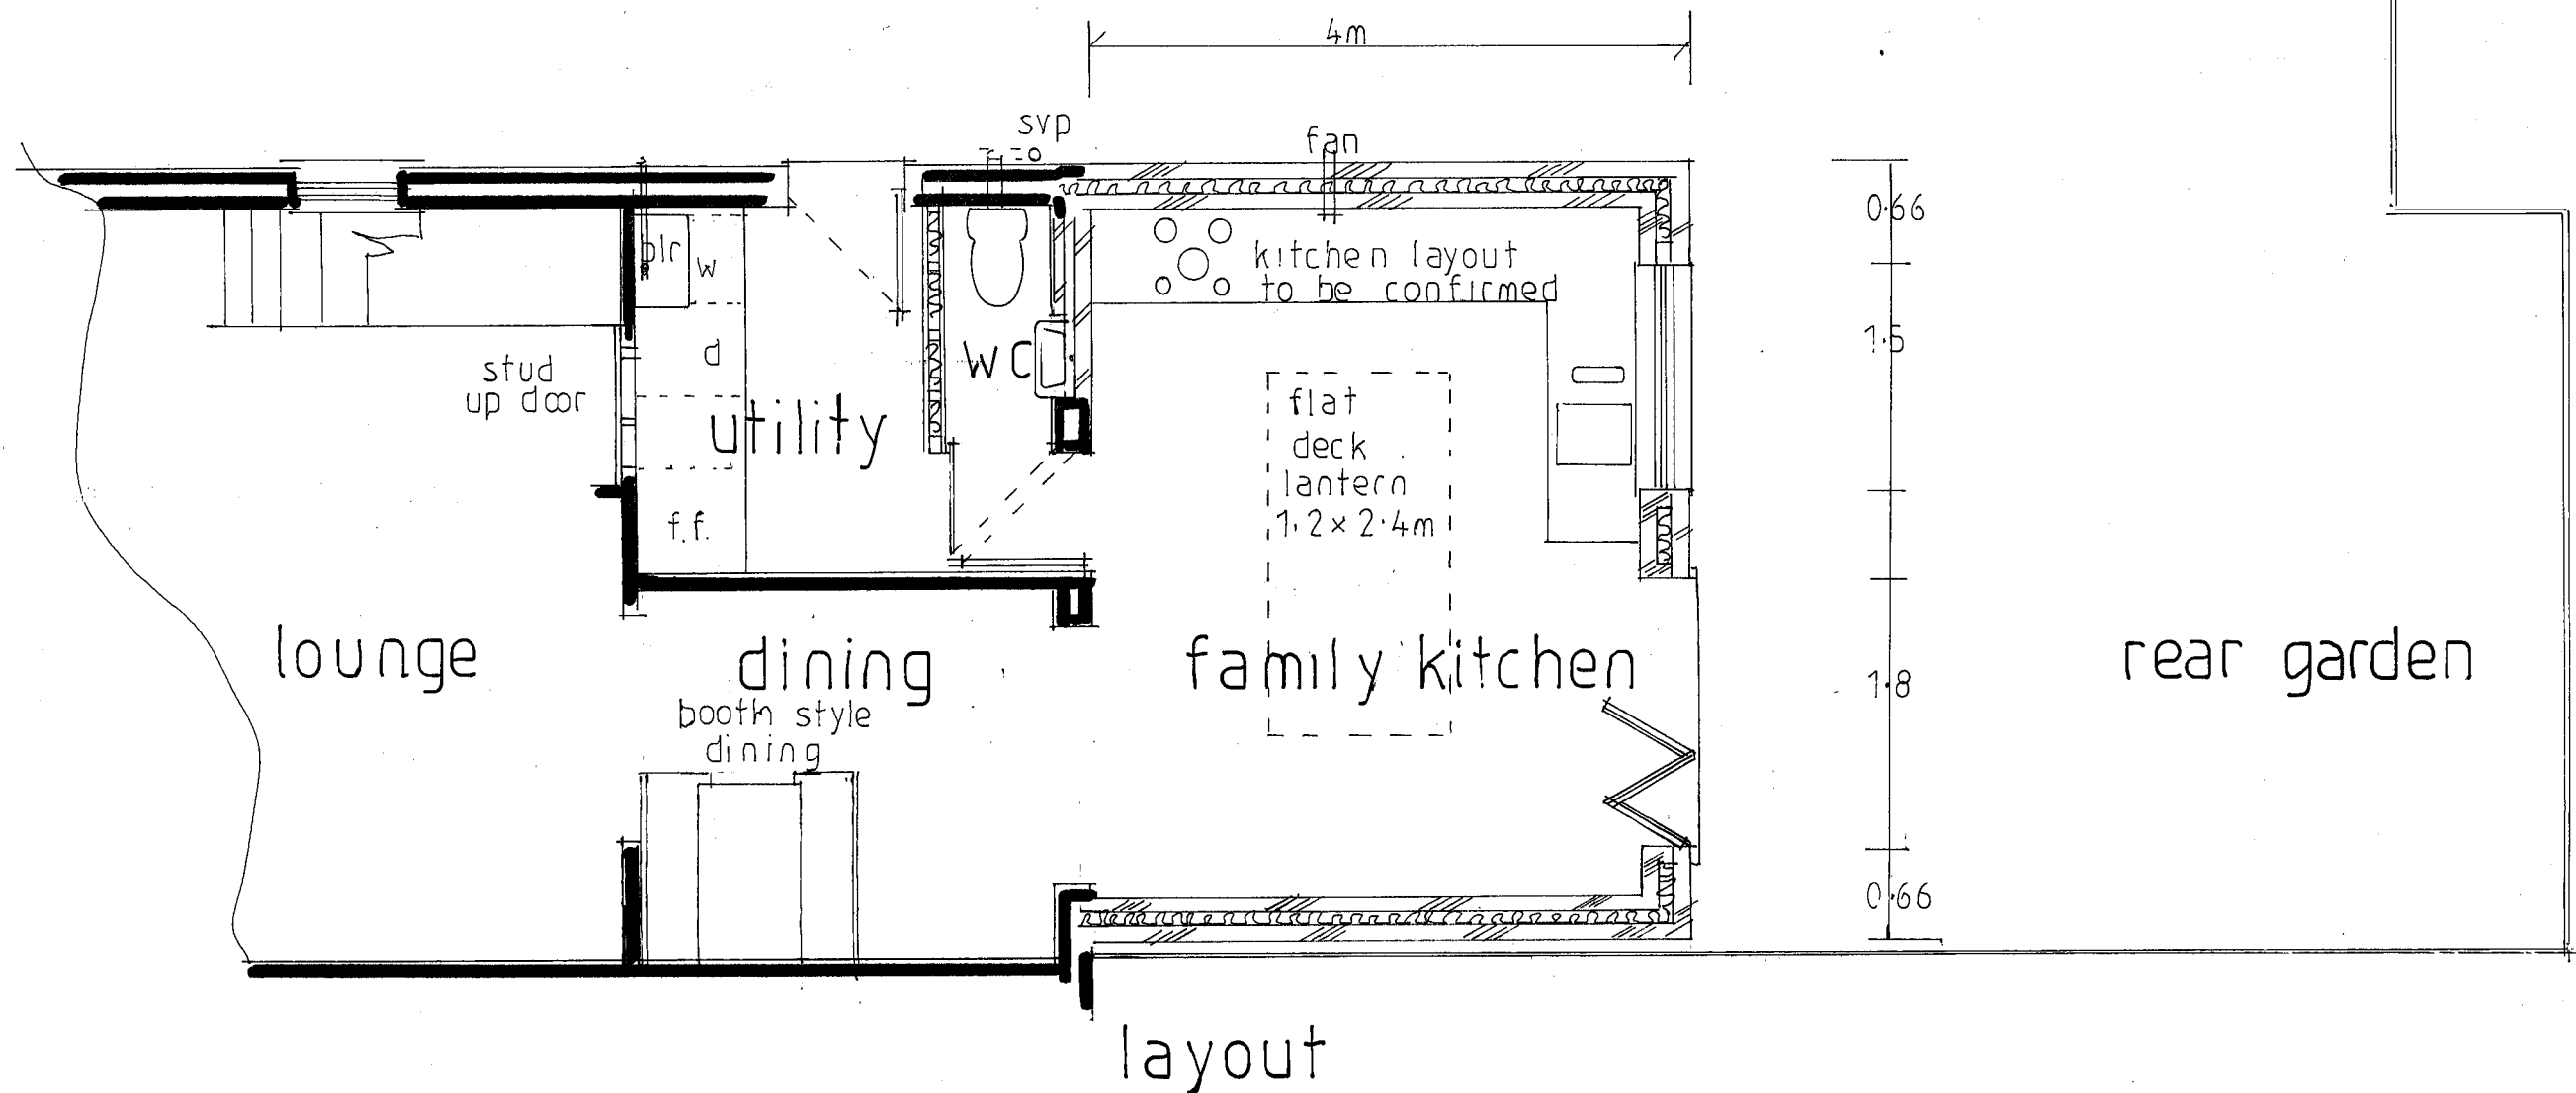 4m
svp
fan
0.66
blr
w
kitchen layout
to be confirmed
d
1.5
stud
up door
WC
utility
flat
deck
lantern
1.2 x 2.4m
f.f.
lounge
dining
family kitchen
1.8
rear garden
booth style
dining
0.66
layout